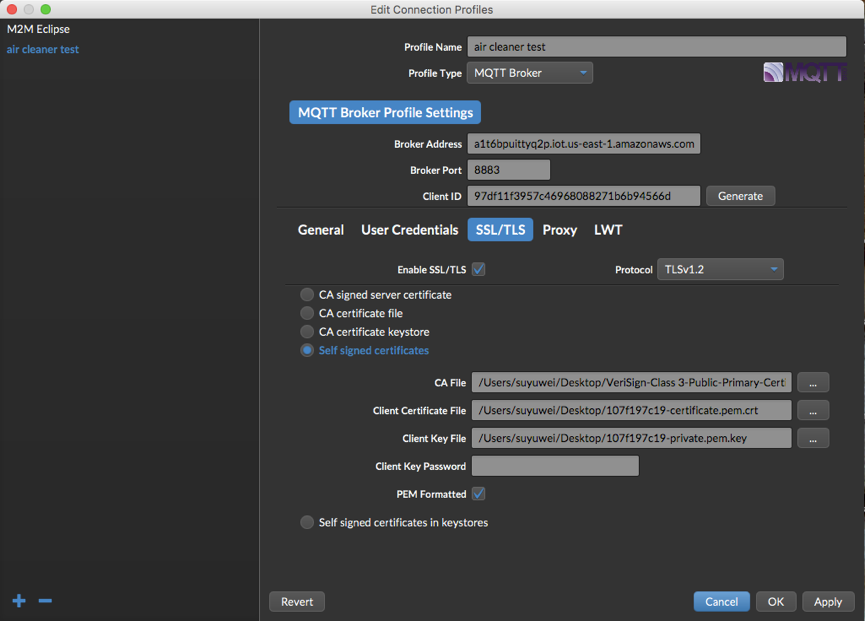 Edit Connection Profiles
M2M Eclipse
air cleaner test
Profile Name air cleaner test
Profile Type MQTT Broker
MQTT
MQTT Broker Profile Settings
Broker Address a1t6bpuittyq2p.iot.us-east-1.amazonaws.com
Broker Port 8883
Client ID 97df11f3957c46968088271b6b94566d Generate
General User Credentials SSL/TLS Proxy LWT
Enable SSL/TLS Protocol TLSv1.2
CA signed server certificate
CA certificate file
CA certificate keystore
Self signed certificates
CA File /Users/suyuwei/Desktop/VeriSign-Class 3-Public-Primary-Certi ...
Client Certificate File /Users/suyuwei/Desktop/107f197c19-certificate.pem.crt ...
Client Key File /Users/suyuwei/Desktop/107f197c19-private.pem.key ...
Client Key Password
PEM Formatted
Self signed certificates in keystores
Revert Cancel OK Apply